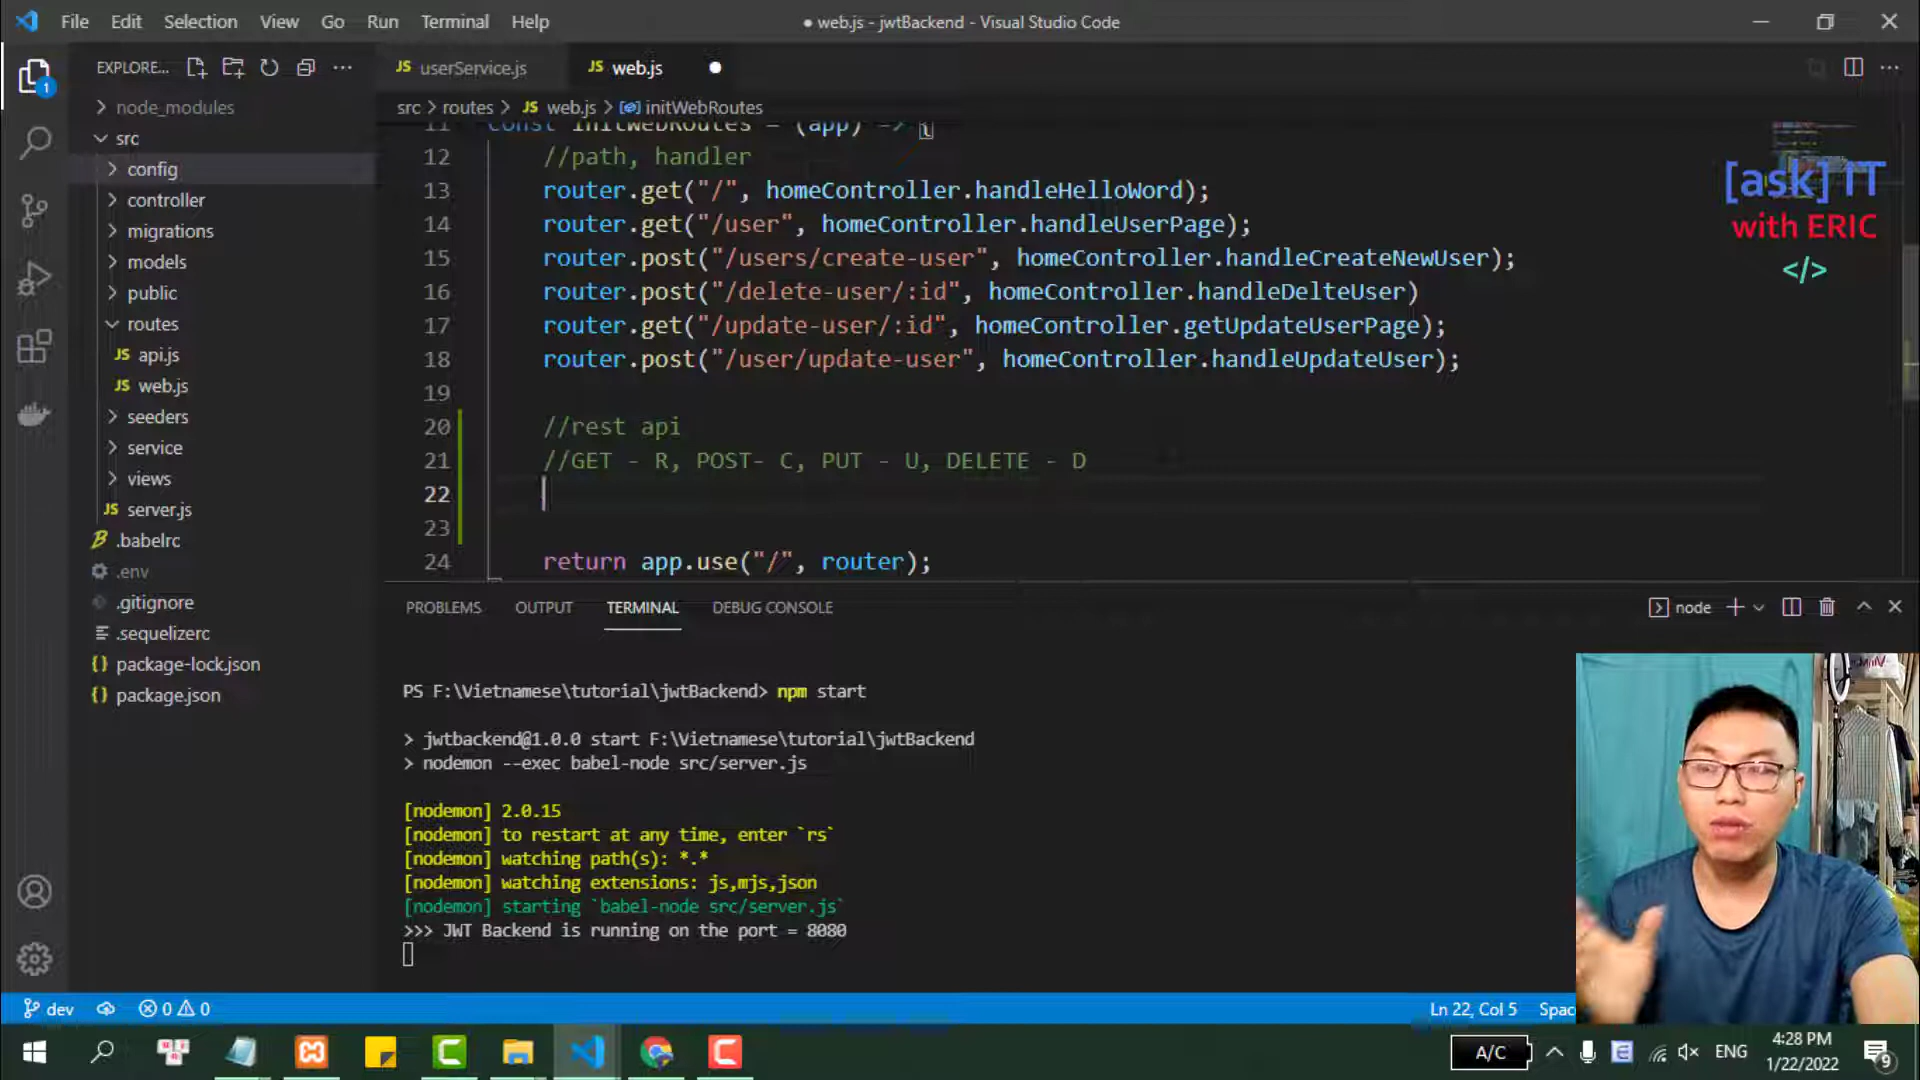 File Edit Selection View Go Run Terminal Help
● web.js - jwtBackend - Visual Studio Code
EXPLORE...
JS userService.js
JS web.js
1
src > routes > JS web.js > initWebRoutes
node_modules
src
config
controller
migrations
models
public
routes
JS api.js
JS web.js
seeders
service
views
JS server.js
.babelrc
.env
.gitignore
.sequelizerc
{} package-lock.json
{} package.json
11 const initWebRoutes = (app) => {
12 //path, handler
13 router.get("/", homeController.handleHelloWord);
14 router.get("/user", homeController.handleUserPage);
15 router.post("/users/create-user", homeController.handleCreateNewUser);
16 router.post("/delete-user/:id", homeController.handleDelteUser)
17 router.get("/update-user/:id", homeController.getUpdateUserPage);
18 router.post("/user/update-user", homeController.handleUpdateUser);
19
20 //rest api
21 //GET - R, POST- C, PUT - U, DELETE - D
22
23
24 return app.use("/", router);
[ask] IT
with ERIC
</>
PROBLEMS OUTPUT TERMINAL DEBUG CONSOLE
node
PS F:\Vietnamese\tutorial\jwtBackend> npm start
> jwtbackend@1.0.0 start F:\Vietnamese\tutorial\jwtBackend
> nodemon --exec babel-node src/server.js
[nodemon] 2.0.15
[nodemon] to restart at any time, enter `rs`
[nodemon] watching path(s): *.*
[nodemon] watching extensions: js,mjs,json
[nodemon] starting `babel-node src/server.js`
>>> JWT Backend is running on the port = 8080
dev
0 0
Ln 22, Col 5
Spac
A/C
ENG
4:28 PM
1/22/2022
9